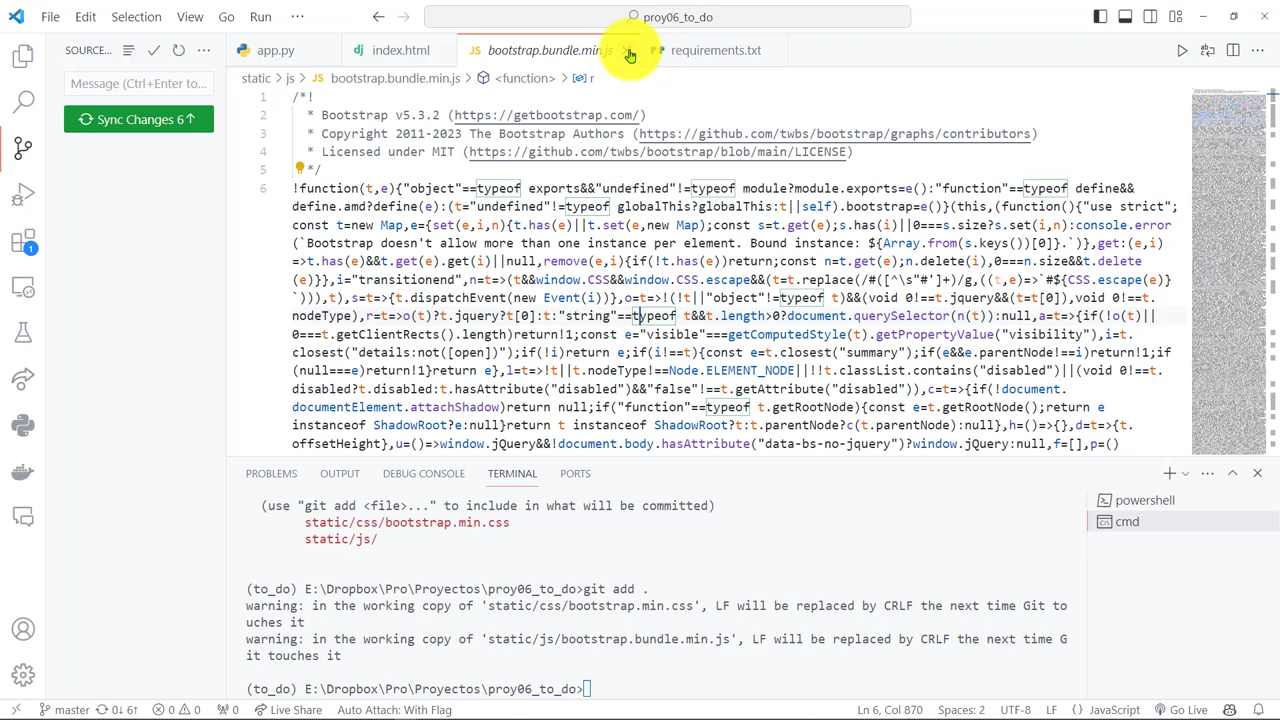 File Edit Selection View Go Run ··· proy06_to_do
SOURCE... ··· app.py index.html bootstrap.bundle.min.js requirements.txt ···
static > js > JS bootstrap.bundle.min.js > <function> > r
Message (Ctrl+Enter to...
Sync Changes 6↑
1 /*!
2 * Bootstrap v5.3.2 (https://getbootstrap.com/)
3 * Copyright 2011-2023 The Bootstrap Authors (https://github.com/twbs/bootstrap/graphs/contributors)
4 * Licensed under MIT (https://github.com/twbs/bootstrap/blob/main/LICENSE)
5 */
6 !function(t,e){"object"==typeof exports&&"undefined"!=typeof module?module.exports=e():"function"==typeof define&&
define.amd?define(e):(t="undefined"!=typeof globalThis?globalThis:t||self).bootstrap=e()}(this,(function(){"use strict";
const t=new Map,e={set(e,i,n){t.has(e)||t.set(e,new Map);const s=t.get(e);s.has(i)||0===s.size?s.set(i,n):console.error
(`Bootstrap doesn't allow more than one instance per element. Bound instance: ${Array.from(s.keys())[0]}.`)},get:(e,i)
=>t.has(e)&&t.get(e).get(i)||null,remove(e,i){if(!t.has(e))return;const n=t.get(e);n.delete(i),0===n.size&&t.delete
(e)}},i="transitionend",n=t=>(t&&window.CSS&&window.CSS.escape&&(t=t.replace(/#([^\s"#']+)/g,((t,e)=>`#${CSS.escape(e)}
`))),t),s=t=>{t.dispatchEvent(new Event(i))},o=t=>!(!t||"object"!=typeof t)&&(void 0!==t.jquery&&(t=t[0]),void 0!==t.
nodeType),r=t=>o(t)?t.jquery?t[0]:t:"string"==typeof t&&t.length>0?document.querySelector(n(t)):null,a=t=>{if(!o(t)||
0===t.getClientRects().length)return!1;const e="visible"===getComputedStyle(t).getPropertyValue("visibility"),i=t.
closest("details:not([open])");if(!i)return e;if(i!==t){const e=t.closest("summary");if(e&&e.parentNode!==i)return!1;if
(null===e)return!1}return e},l=t=>!t||t.nodeType!==Node.ELEMENT_NODE||!!t.classList.contains("disabled")||(void 0!==t.
disabled?t.disabled:t.hasAttribute("disabled")&&"false"!==t.getAttribute("disabled")),c=t=>{if(!document.
documentElement.attachShadow)return null;if("function"==typeof t.getRootNode){const e=t.getRootNode();return e
instanceof ShadowRoot?e:null}return t instanceof ShadowRoot?t:t.parentNode?c(t.parentNode):null},h=()=>{},d=t=>{t.
offsetHeight},u=()=>window.jQuery&&!document.body.hasAttribute("data-bs-no-jquery")?window.jQuery:null,f=[],p=()
1
PROBLEMS OUTPUT DEBUG CONSOLE TERMINAL PORTS ···
(use "git add <file>..." to include in what will be committed)
static/css/bootstrap.min.css
static/js/
(to_do) E:\Dropbox\Pro\Proyectos\proy06_to_do>git add .
warning: in the working copy of 'static/css/bootstrap.min.css', LF will be replaced by CRLF the next time Git to
uches it
warning: in the working copy of 'static/js/bootstrap.bundle.min.js', LF will be replaced by CRLF the next time G
it touches it
(to_do) E:\Dropbox\Pro\Proyectos\proy06_to_do>
powershell
cmd
master 0↓ 6↑ 0 0 0 Live Share Auto Attach: With Flag Ln 6, Col 870 Spaces: 2 UTF-8 LF {} JavaScript Go Live